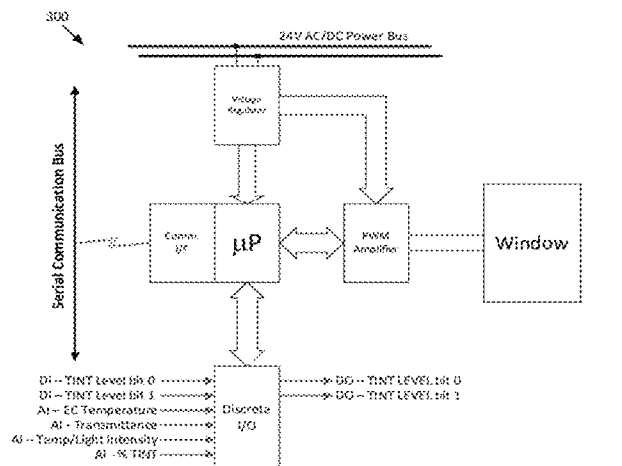 300
24V AC/DC Power Bus
Voltage
Regulator
Serial Communication Bus
Comm.
I/f
µP
PWM
Amplifier
Window
DI – TINT Level bit 0
DI – TINT Level bit 1
AI – EC Temperature
AI - Transmittance
AI – Temp/Light Intensity
AI - % TINT
Discrete
I/O
DO – TINT LEVEL bit 0
DO – TINT LEVEL bit 1